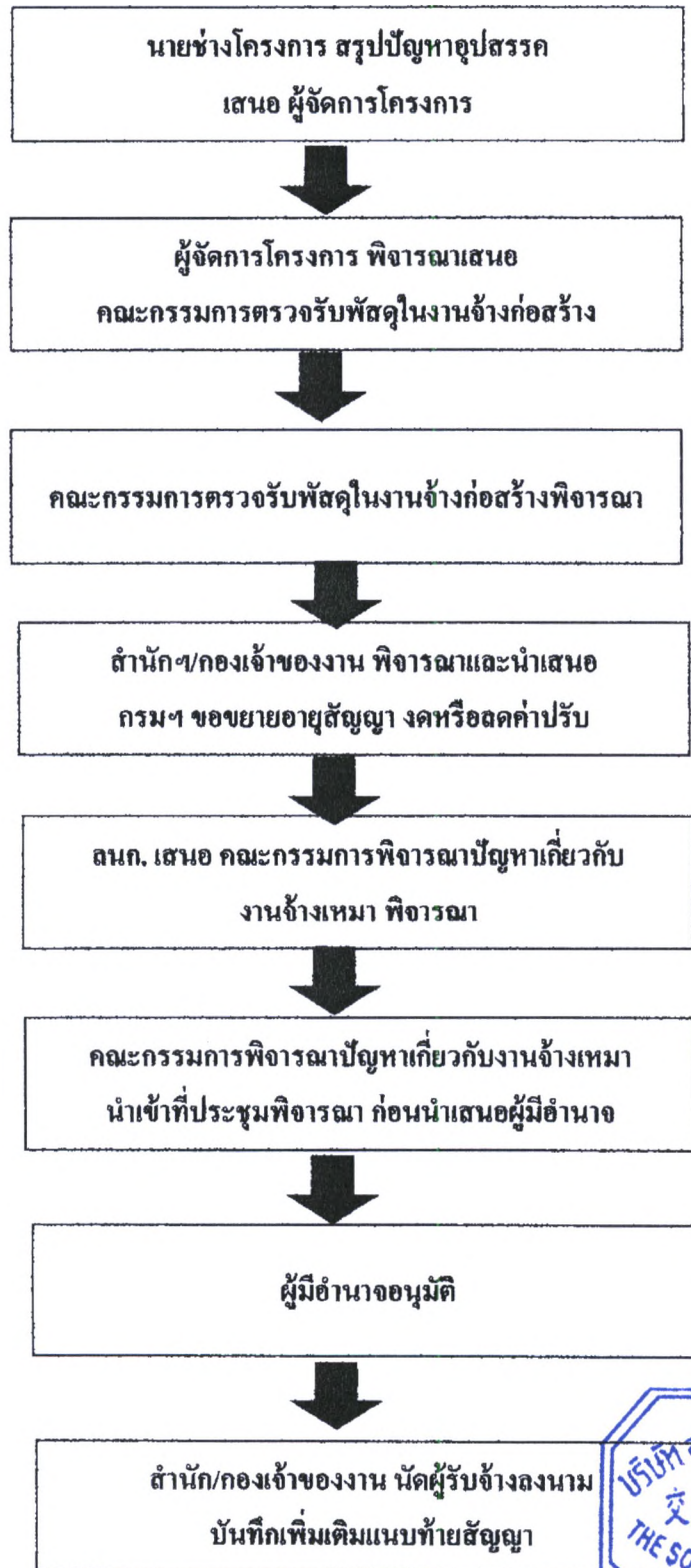 นายช่างโครงการ สรุปปัญหาอุปสรรค
เสนอ ผู้จัดการโครงการ
ผู้จัดการโครงการ พิจารณาเสนอ
คณะกรรมการตรวจรับพัสดุในงานจ้างก่อสร้าง
คณะกรรมการตรวจรับพัสดุในงานจ้างก่อสร้างพิจารณา
สำนักฯ/กองเจ้าของงาน พิจารณาและนำเสนอ
กรมฯ ขอขยายอายุสัญญา งดหรือลดค่าปรับ
ลนก. เสนอ คณะกรรมการพิจารณาปัญหาเกี่ยวกับ
งานจ้างเหมา พิจารณา
คณะกรรมการพิจารณาปัญหาเกี่ยวกับงานจ้างเหมา
นำเข้าที่ประชุมพิจารณา ก่อนนำเสนอผู้มีอำนาจ
ผู้มีอำนาจอนุมัติ
สำนัก/กองเจ้าของงาน นัดผู้รับจ้างลงนาม
บันทึกเพิ่มเติมแนบท้ายสัญญา
บริษัท
THE